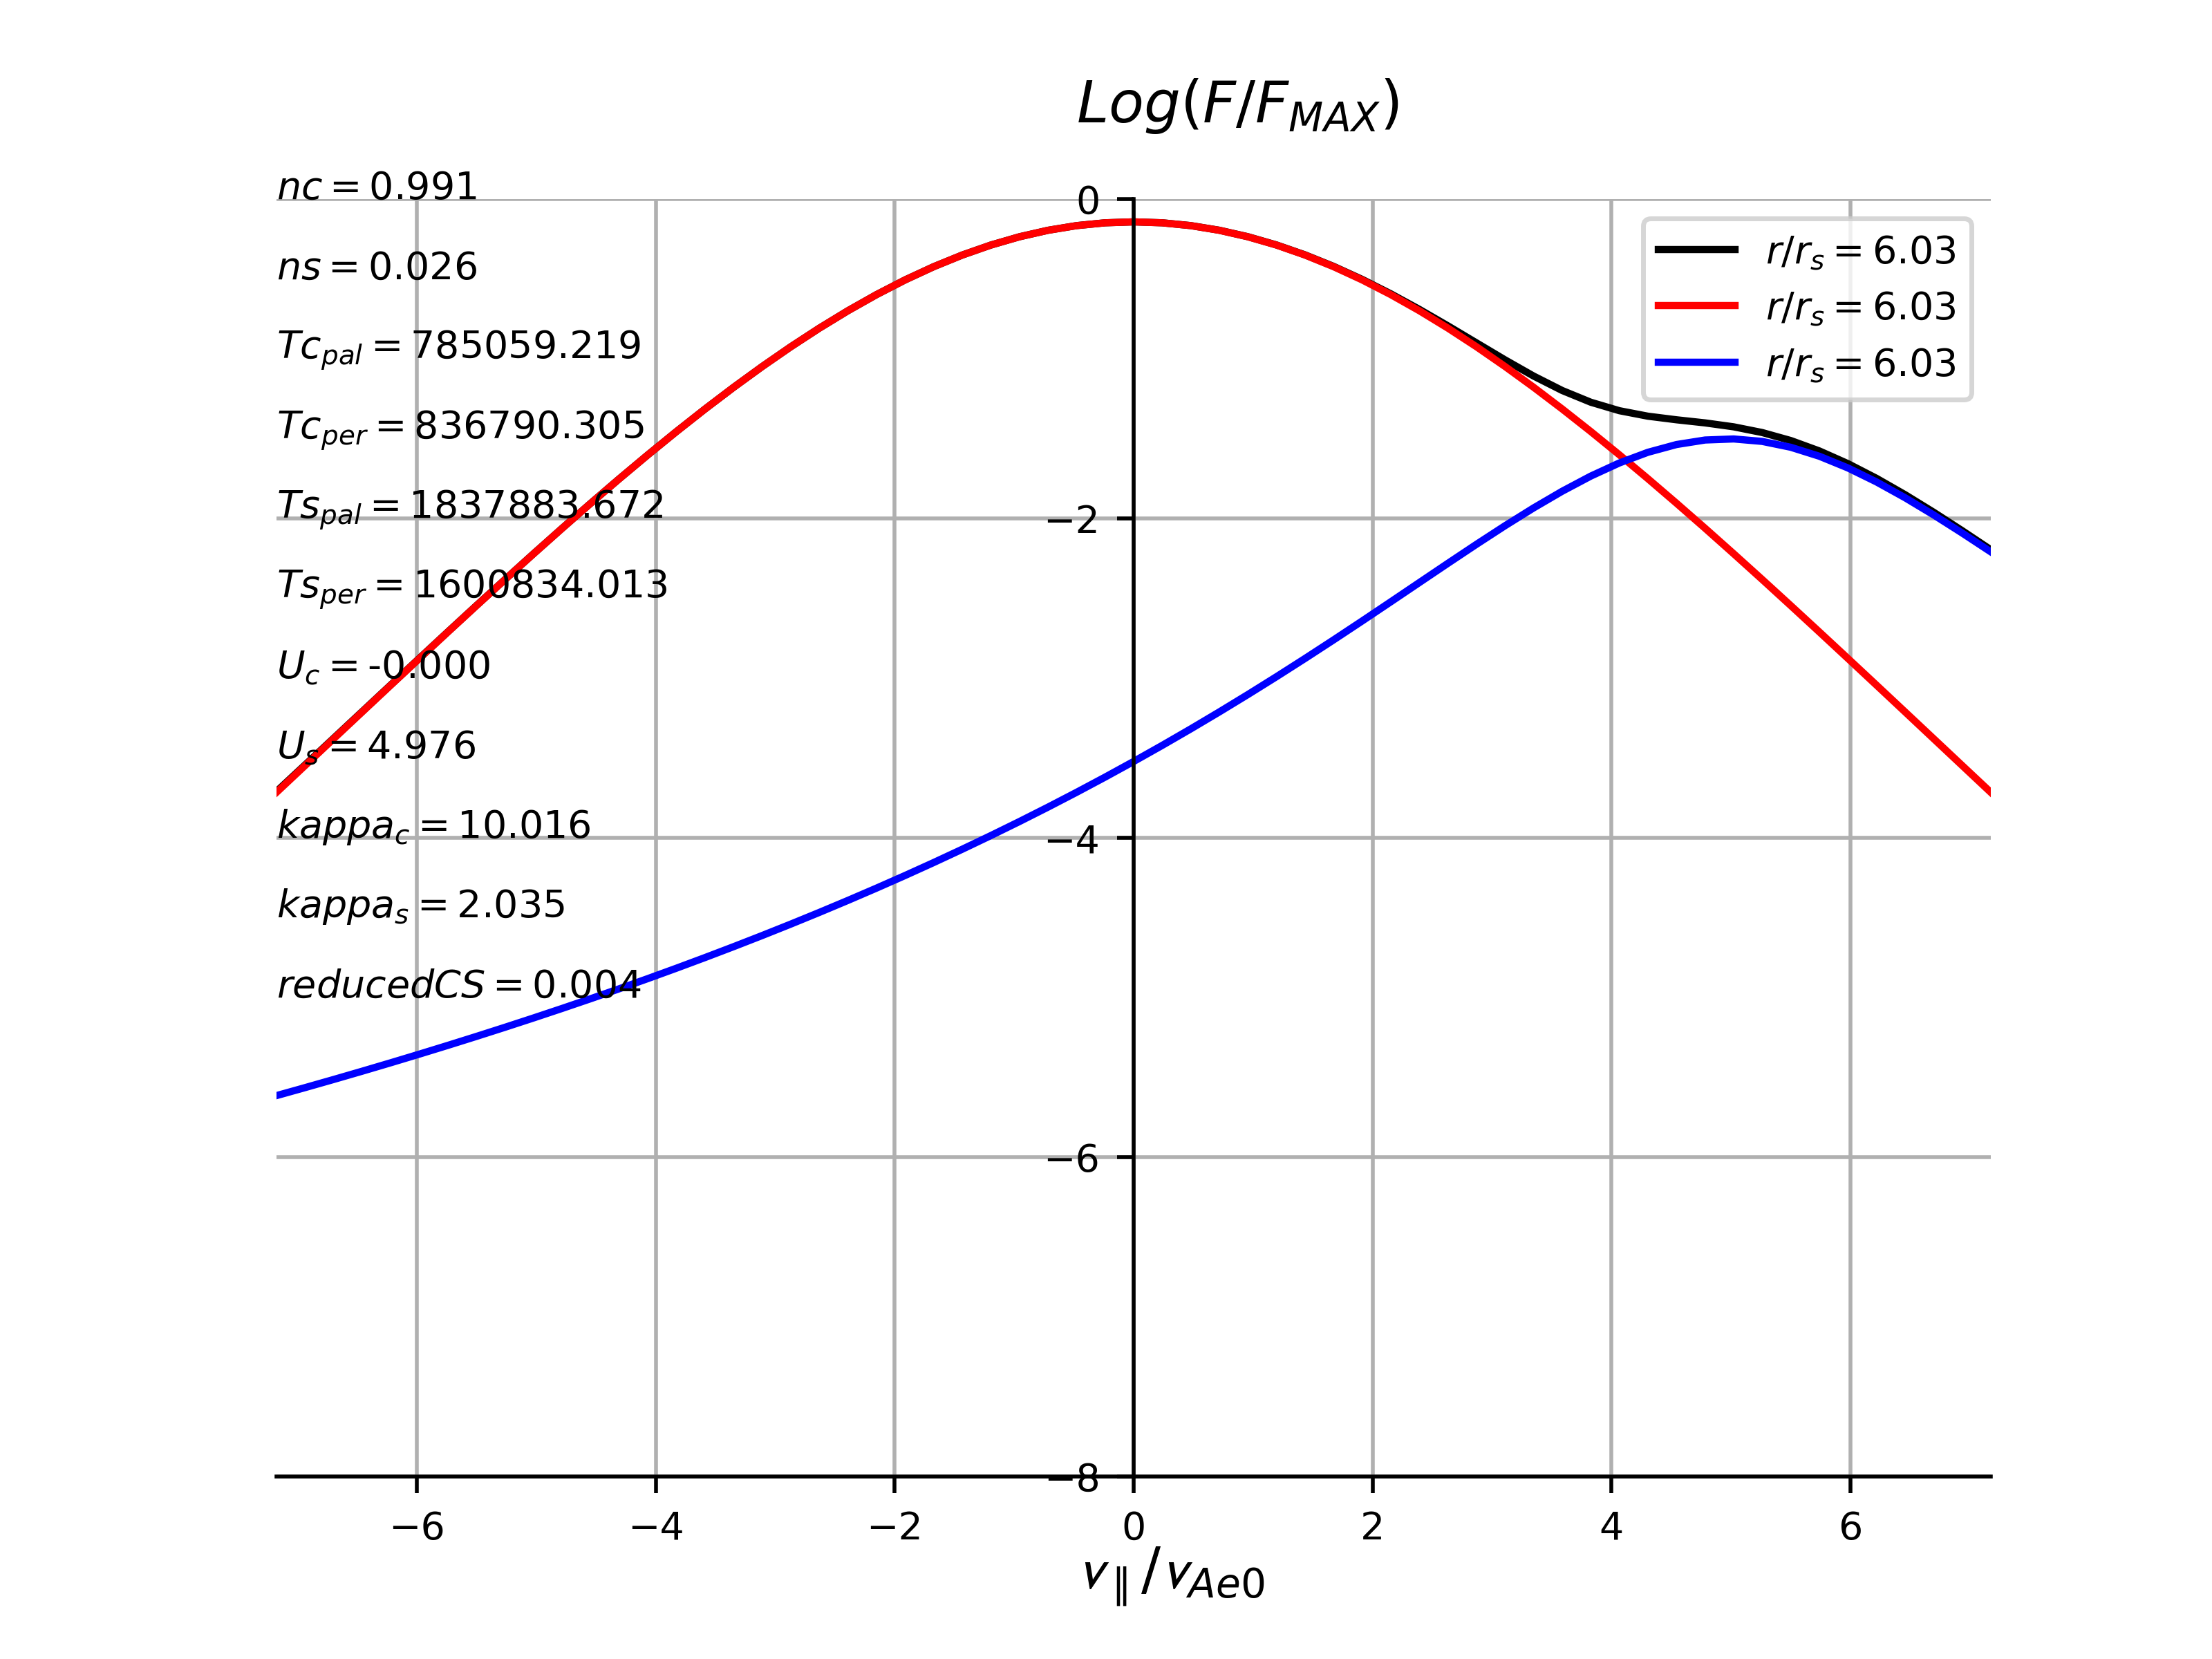 Log(F/F_MAX)
nc = 0.991
ns = 0.026
Tc_pal = 785059.219
Tc_per = 836790.305
Ts_pal = 1837883.672
Ts_per = 1600834.013
U_c = -0.000
U_s = 4.976
kappa_c = 10.016
kappa_s = 2.035
reducedCS = 0.004
0
−2
−4
−6
−8
r/r_s = 6.03
r/r_s = 6.03
r/r_s = 6.03
−6 −4 −2 0 2 4 6
v_∥/v_Ae0